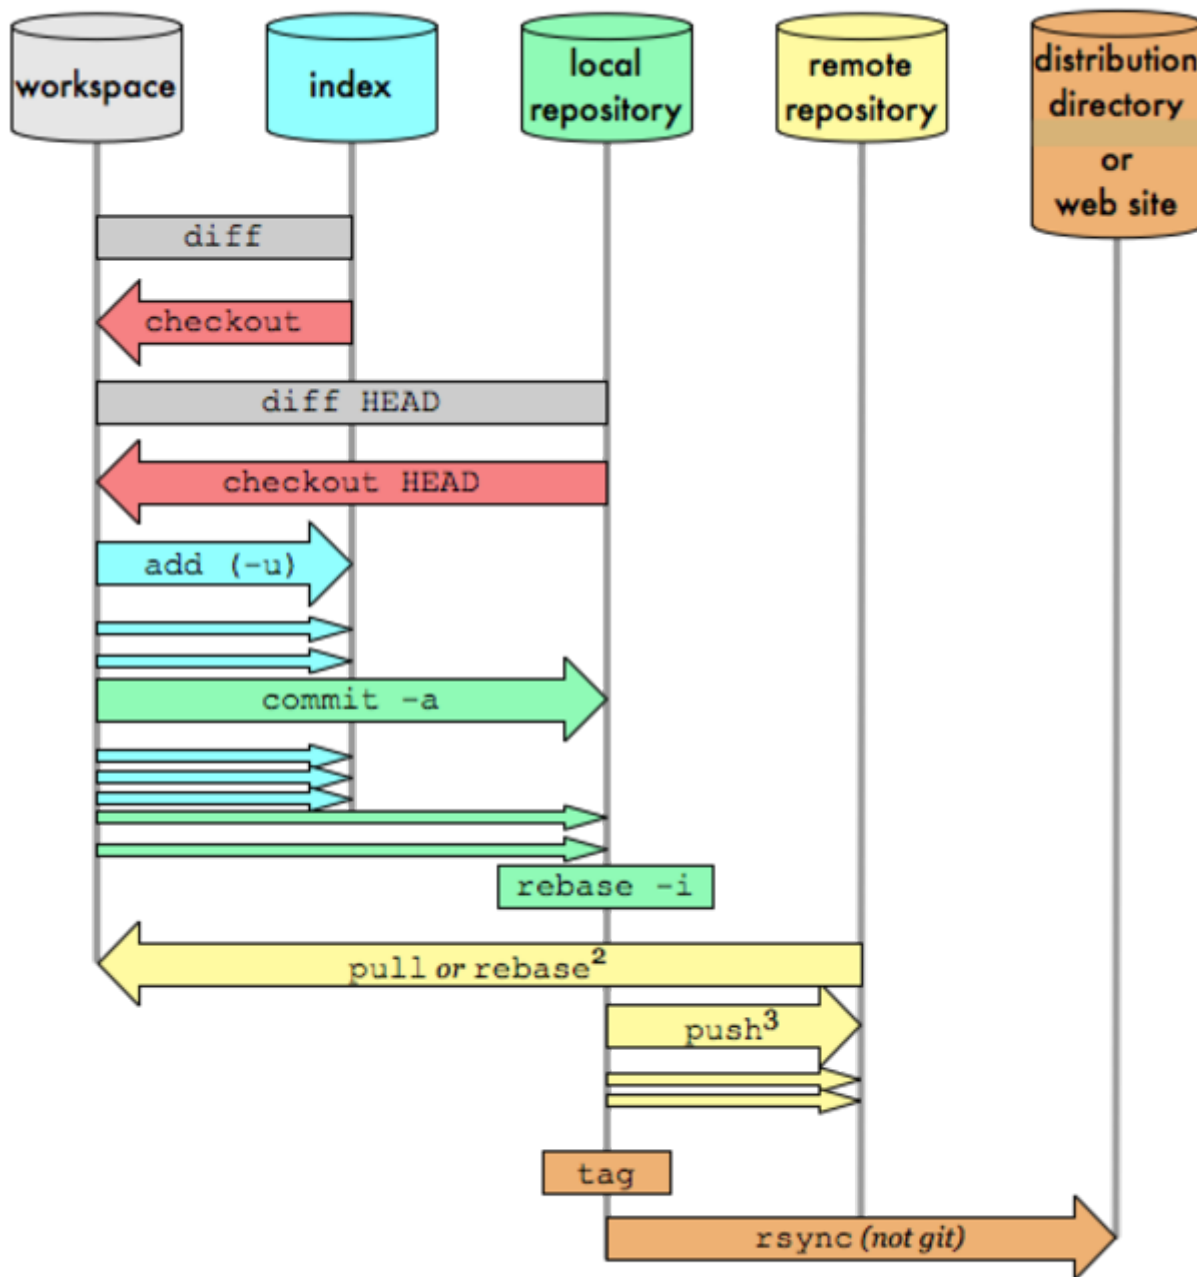 workspace
index
local
repository
remote
repository
distribution
directory
or
web site
diff
checkout
diff HEAD
checkout HEAD
add (-u)
commit -a
rebase -i
pull or rebase²
push³
tag
rsync (not git)